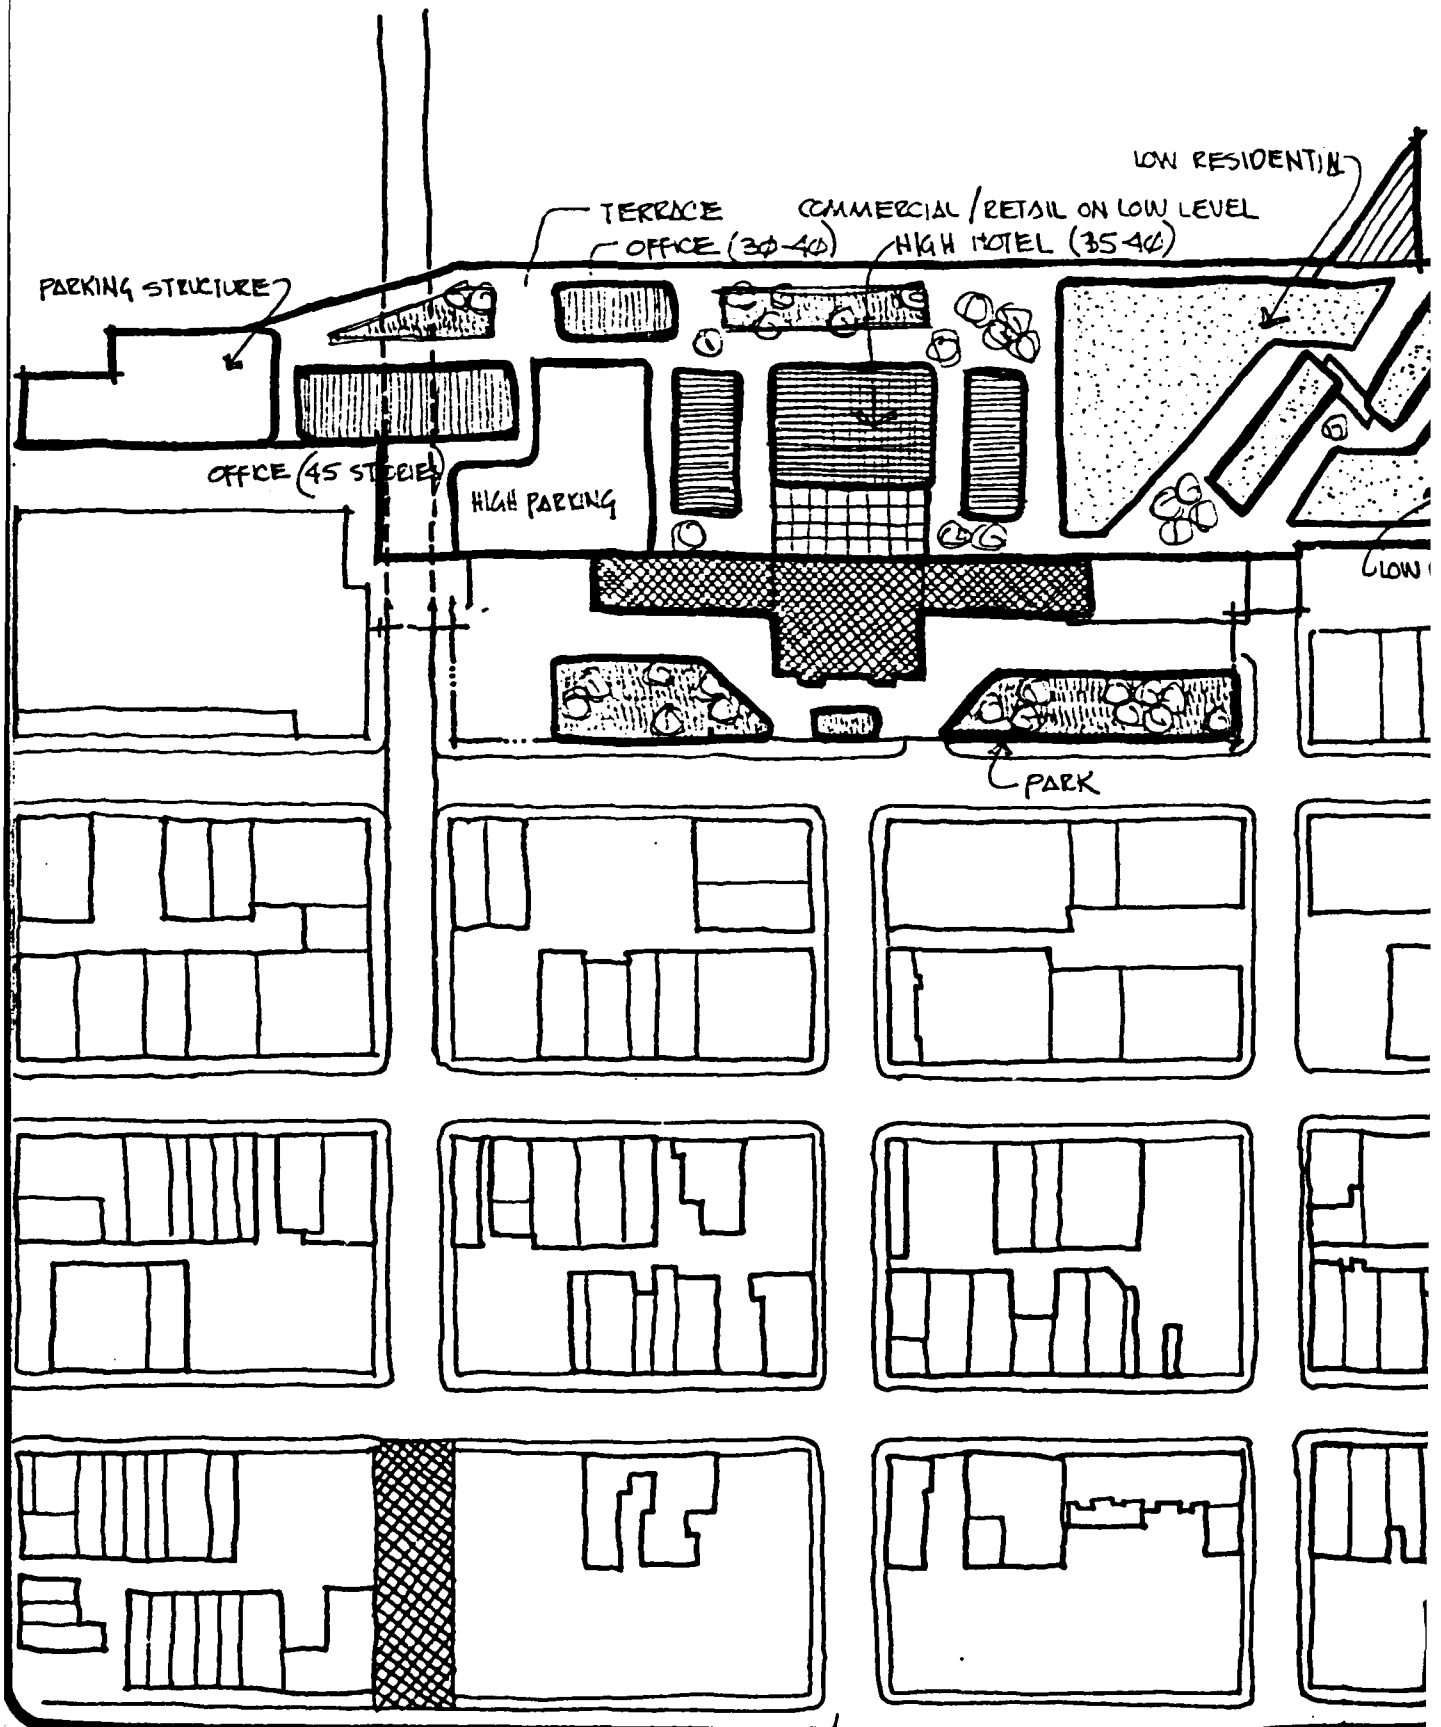 LOW RESIDENTIAL
TERRACE
COMMERCIAL / RETAIL ON LOW LEVEL
OFFICE (30-40)
HIGH HOTEL (35-40)
PARKING STRUCTURE
OFFICE (45 STORIE)
HIGH PARKING
LOW
PARK